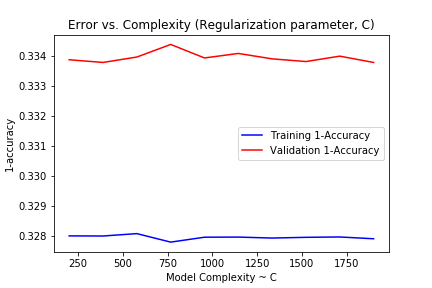 Error vs. Complexity (Regularization parameter, C)
0.334
0.333
0.332
0.331
0.330
0.329
0.328
1-accuracy
Training 1-Accuracy
Validation 1-Accuracy
250 500 750 1000 1250 1500 1750
Model Complexity ~ C